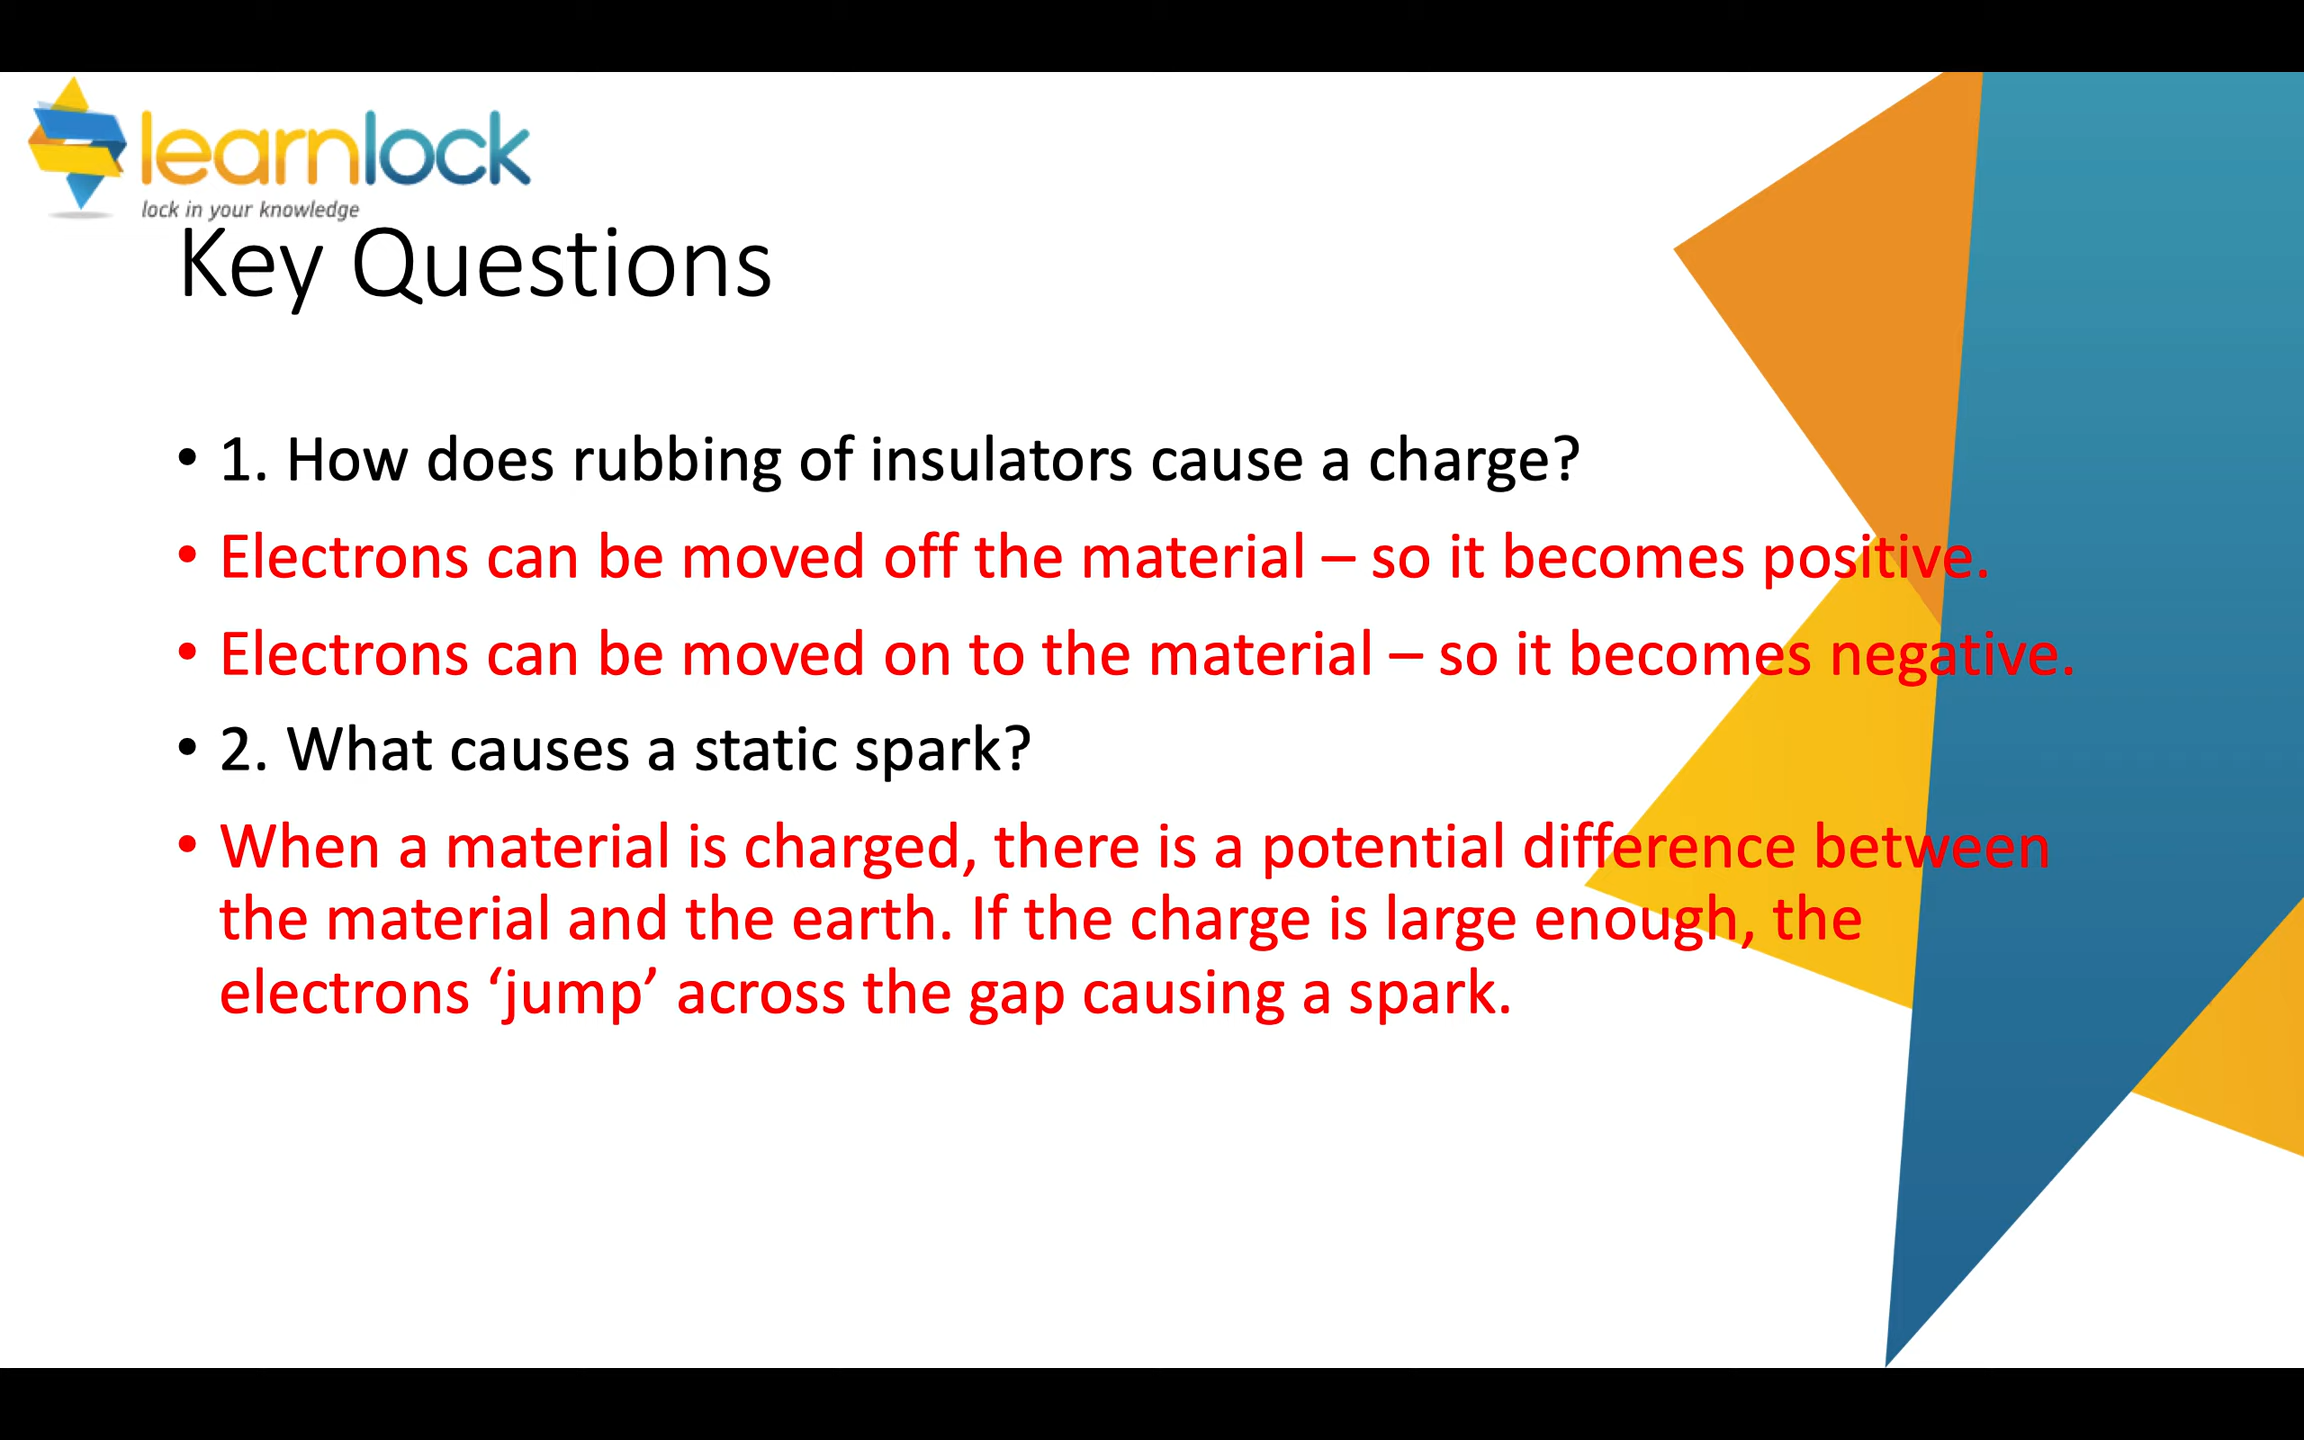 learnlock
lock in your knowledge
Key Questions
• 1. How does rubbing of insulators cause a charge?
• Electrons can be moved off the material – so it becomes positive.
• Electrons can be moved on to the material – so it becomes negative.
• 2. What causes a static spark?
• When a material is charged, there is a potential difference between
the material and the earth. If the charge is large enough, the
electrons ‘jump’ across the gap causing a spark.